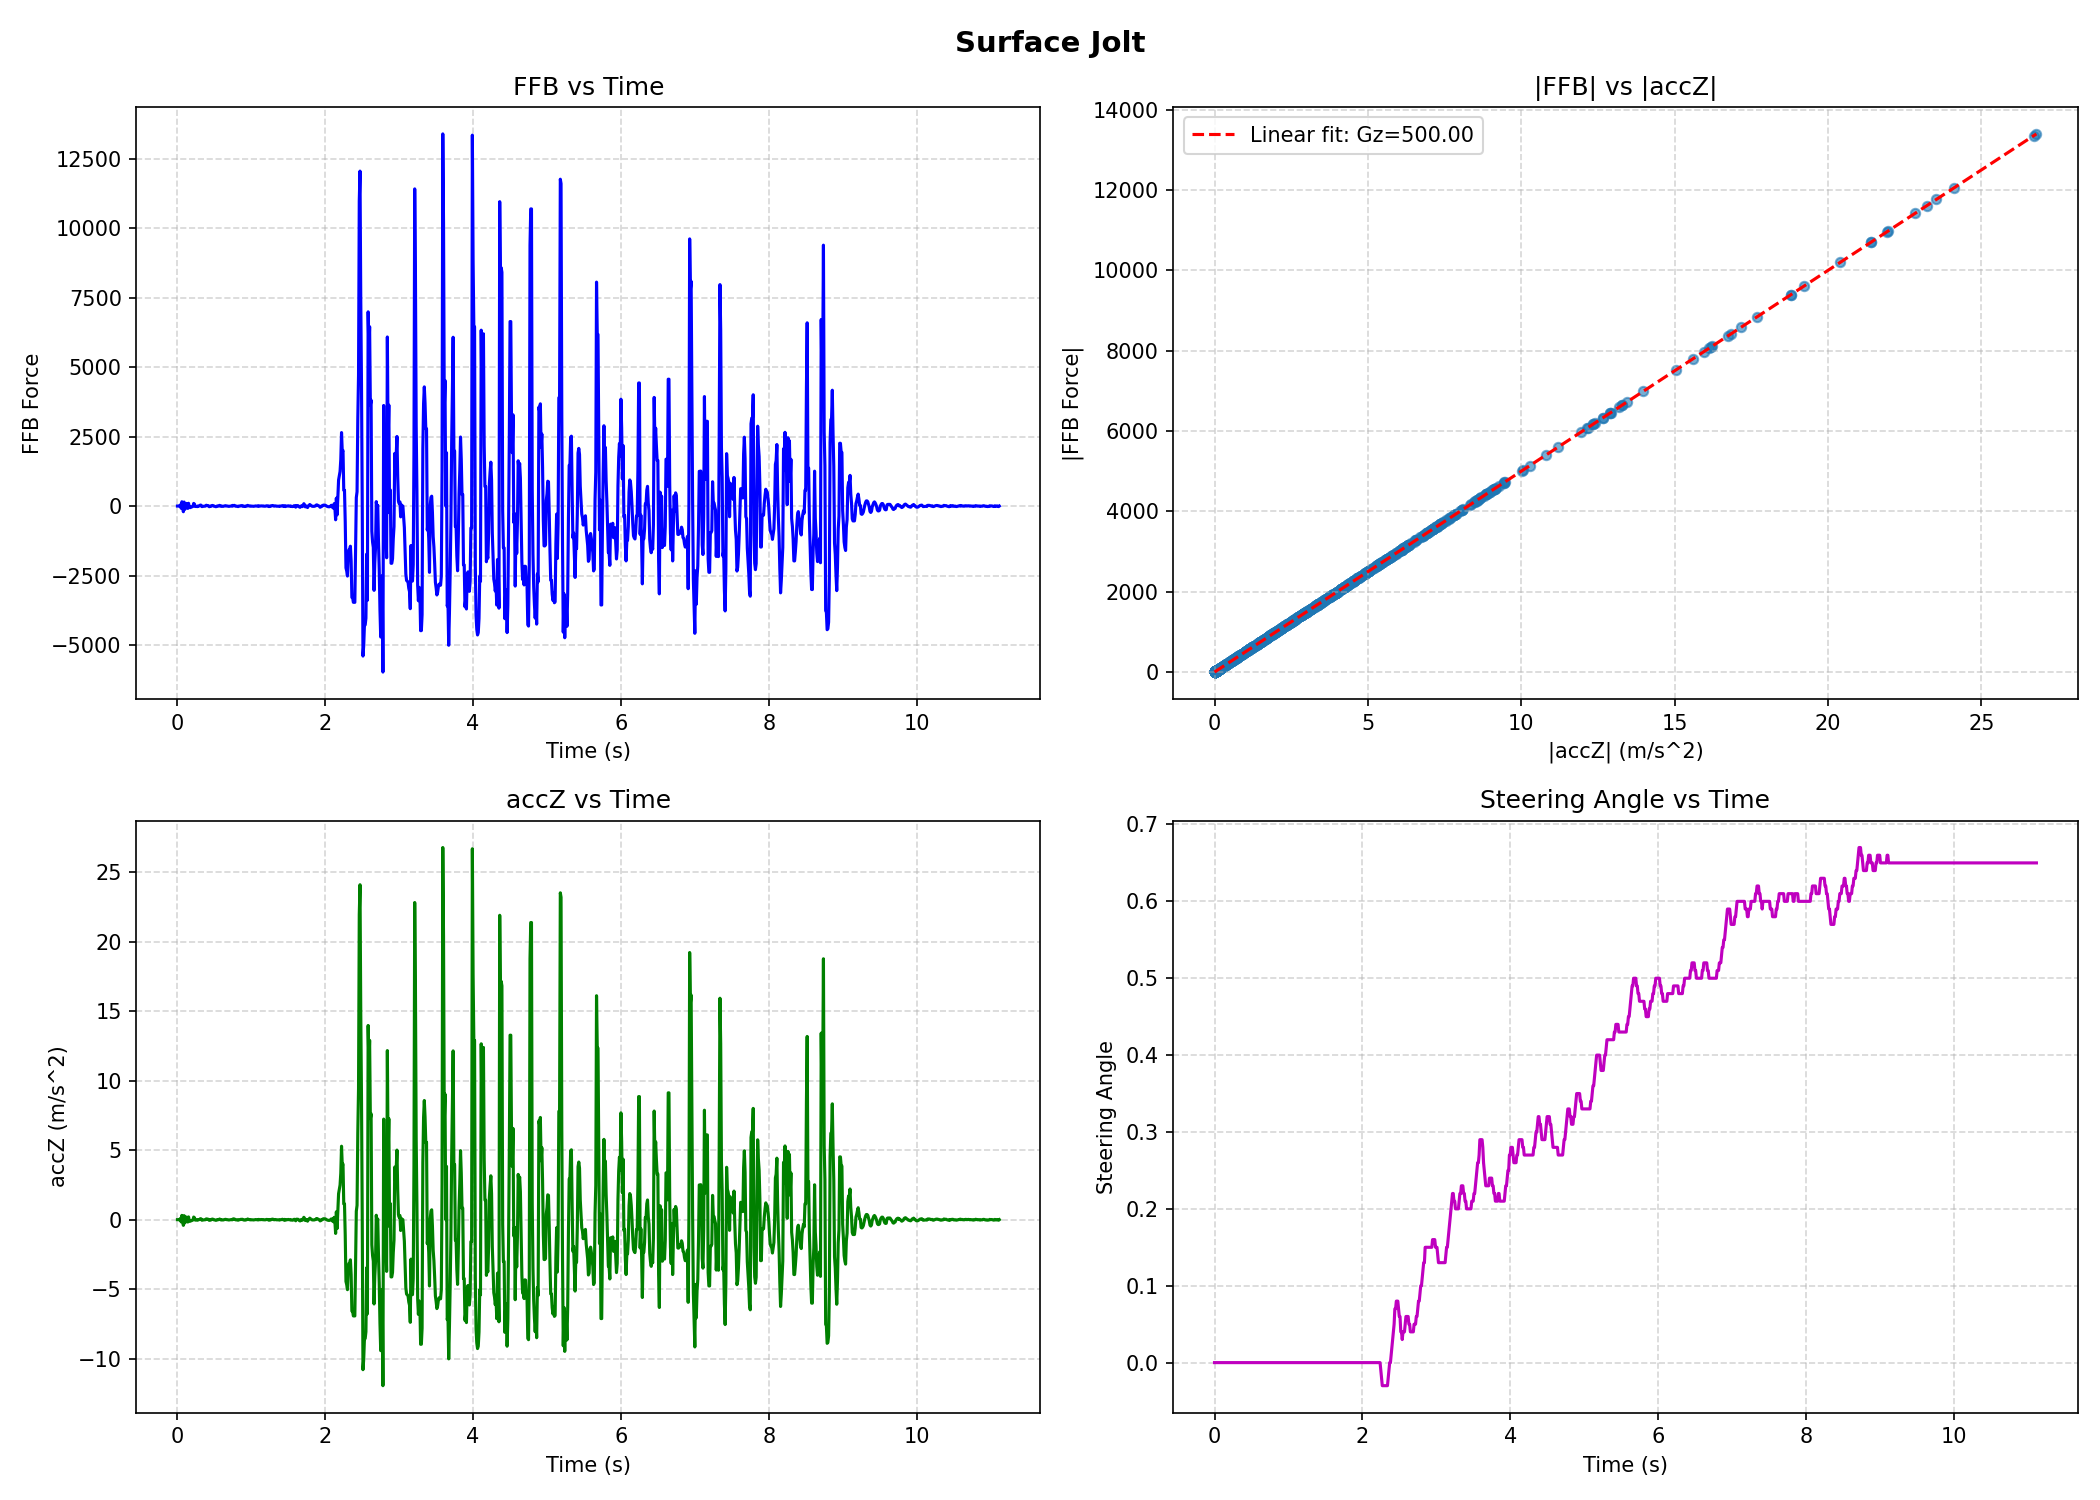 Surface Jolt
FFB vs Time
FFB Force
12500
10000
7500
5000
2500
0
−2500
−5000
0 2 4 6 8 10
Time (s)
|FFB| vs |accZ|
Linear fit: Gz=500.00
|FFB Force|
14000
12000
10000
8000
6000
4000
2000
0
0 5 10 15 20 25
|accZ| (m/s^2)
accZ vs Time
accZ (m/s^2)
25
20
15
10
5
0
−5
−10
0 2 4 6 8 10
Time (s)
Steering Angle vs Time
Steering Angle
0.7
0.6
0.5
0.4
0.3
0.2
0.1
0.0
0 2 4 6 8 10
Time (s)